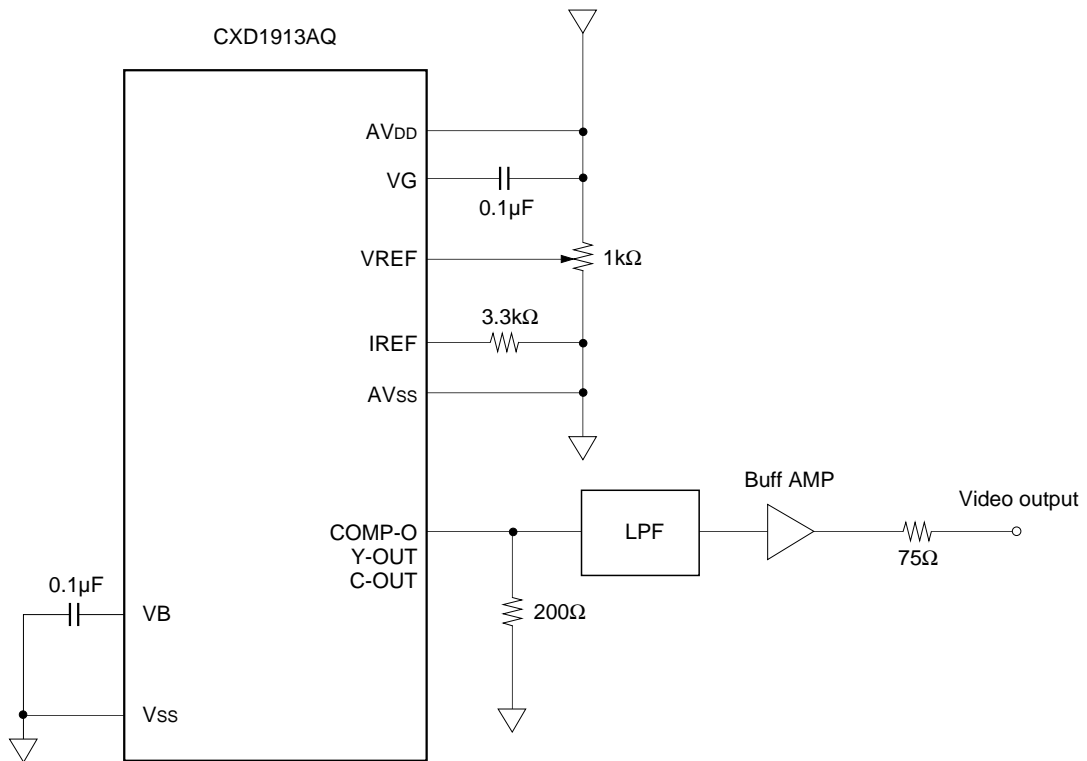 CXD1913AQ
AVDD
VG
0.1µF
VREF
1kΩ
3.3kΩ
IREF
AVSS
Buff AMP
Video output
COMP-O
LPF
Y-OUT
75Ω
C-OUT
0.1µF
VB
200Ω
VSS